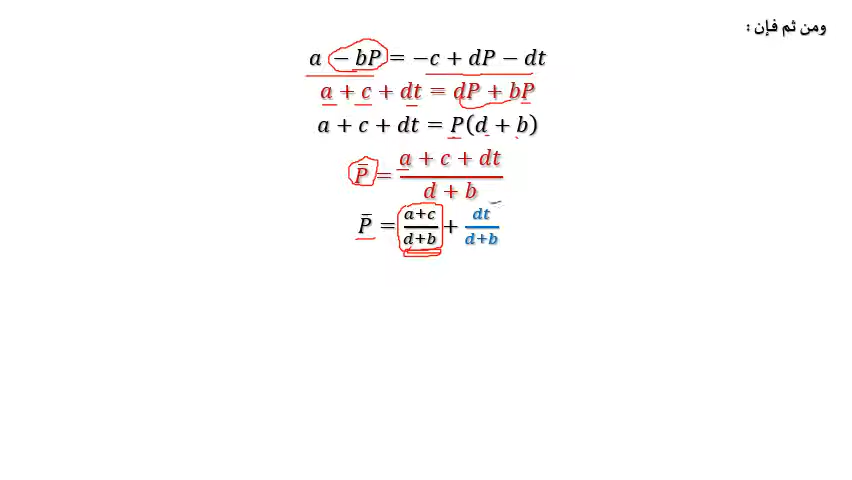 ومن ثم فإن :
a − bP = −c + dP − dt
a + c + dt = dP + bP
a + c + dt = P(d + b)
P̄ = (a + c + dt)/(d + b)
P̄ = (a+c)/(d+b) + dt/(d+b)